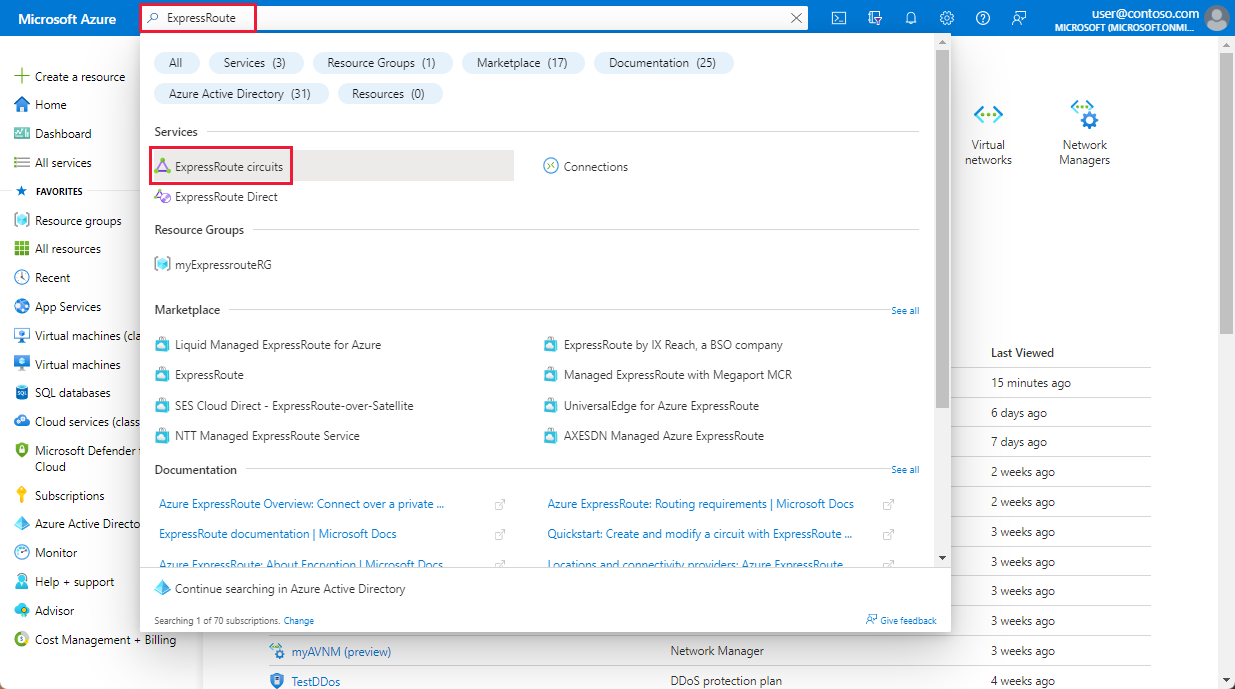 Microsoft Azure
ExpressRoute
user@contoso.com
MICROSOFT (MICROSOFT.ONMI...
Create a resource
Home
Dashboard
All services
FAVORITES
Resource groups
All resources
Recent
App Services
Virtual machines (cla
Virtual machines
SQL databases
Cloud services (class
Microsoft Defender
Cloud
Subscriptions
Azure Active Directo
Monitor
Help + support
Advisor
Cost Management + Billing
All
Services (3)
Resource Groups (1)
Marketplace (17)
Documentation (25)
Azure Active Directory (31)
Resources (0)
Services
ExpressRoute circuits
Connections
ExpressRoute Direct
Resource Groups
myExpressrouteRG
Marketplace
See all
Liquid Managed ExpressRoute for Azure
ExpressRoute by IX Reach, a BSO company
ExpressRoute
Managed ExpressRoute with Megaport MCR
SES Cloud Direct - ExpressRoute-over-Satellite
UniversalEdge for Azure ExpressRoute
NTT Managed ExpressRoute Service
AXESDN Managed Azure ExpressRoute
Documentation
See all
Azure ExpressRoute Overview: Connect over a private ...
Azure ExpressRoute: Routing requirements | Microsoft Docs
ExpressRoute documentation | Microsoft Docs
Quickstart: Create and modify a circuit with ExpressRoute ...
Azure ExpressRoute: About Encryption | Microsoft Docs
Locations and connectivity providers: Azure ExpressRoute
Continue searching in Azure Active Directory
Searching 1 of 70 subscriptions. Change
Give feedback
Virtual
networks
Network
Managers
Last Viewed
15 minutes ago
6 days ago
7 days ago
2 weeks ago
2 weeks ago
3 weeks ago
3 weeks ago
3 weeks ago
3 weeks ago
myAVNM (preview)
Network Manager
3 weeks ago
TestDDos
DDoS protection plan
4 weeks ago